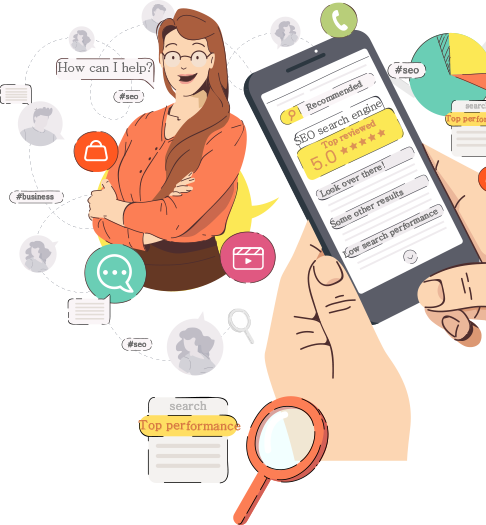 How can I help?
#seo
#seo
#business
#seo
Recommended
SEO search engine
Top reviewed
5.0 ★★★★★
Look over there!
Some other results
Low search performance
search
Top perfor
search
Top performance